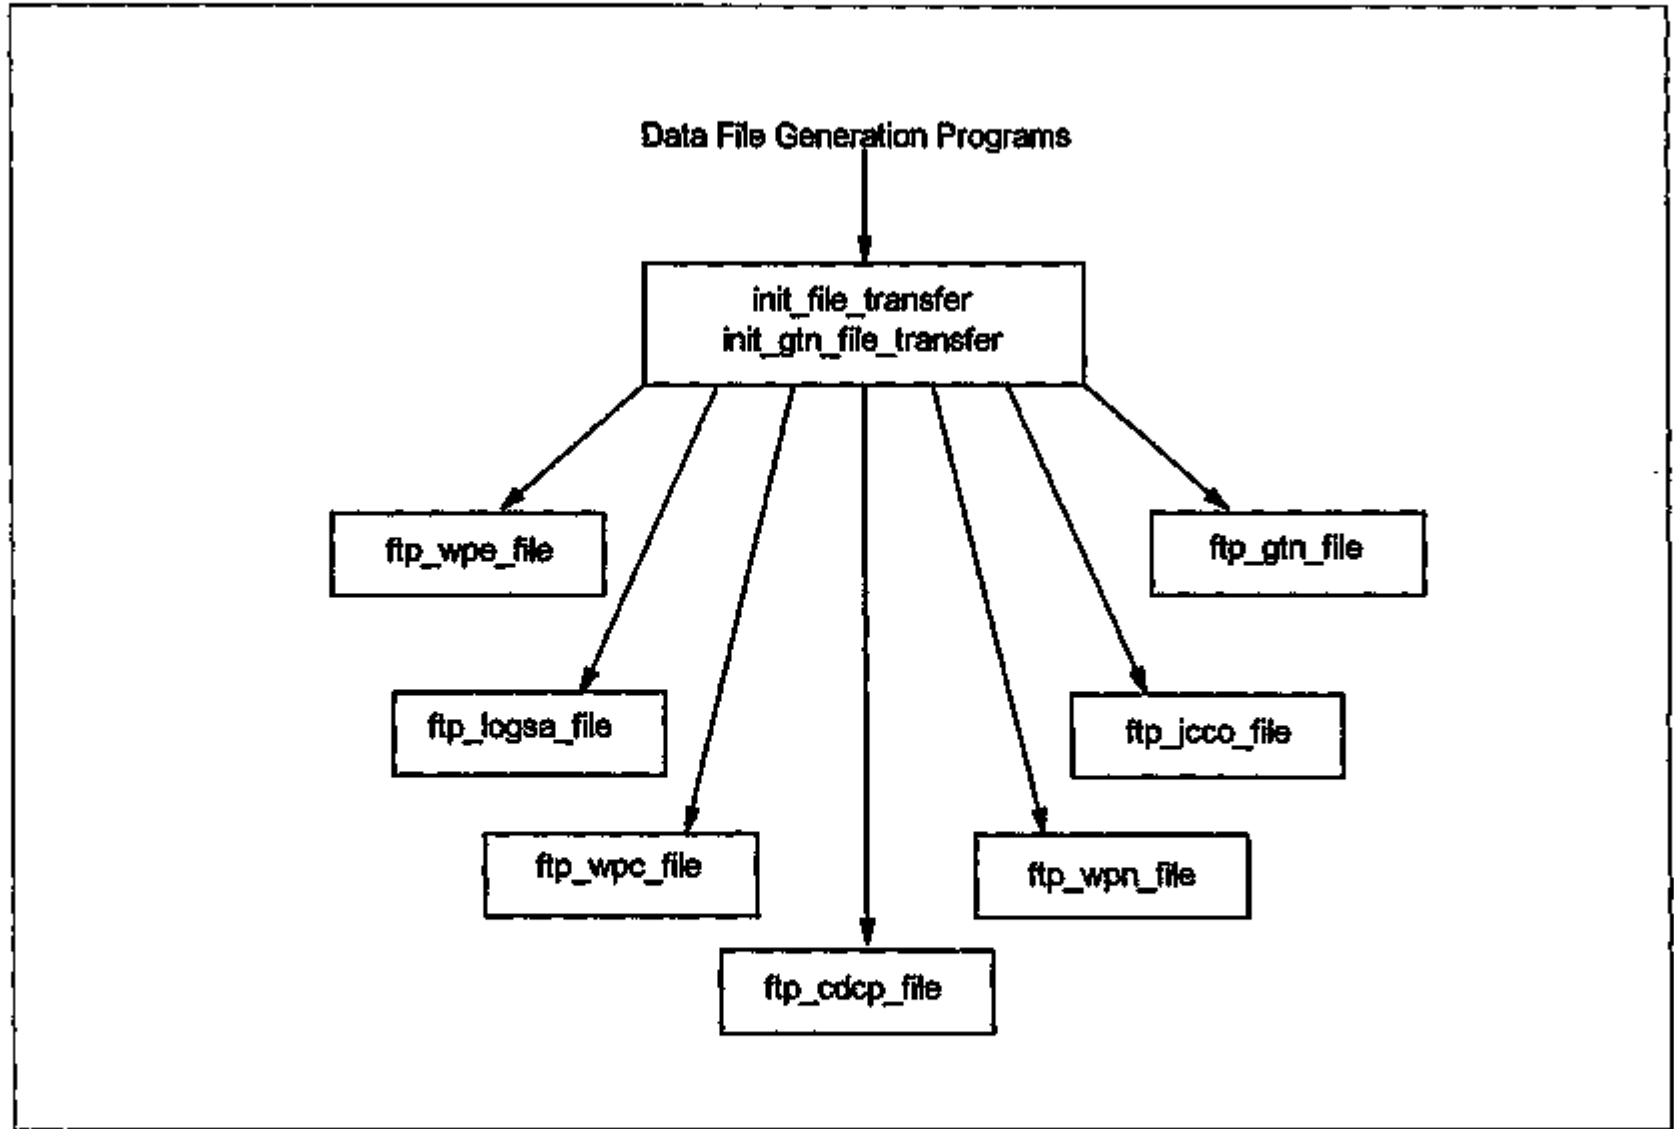 Data File Generation Programs
init_file_transfer
init_gtn_file_transfer
ftp_wpe_file
ftp_gtn_file
ftp_logsa_file
ftp_jcco_file
ftp_wpc_file
ftp_wpn_file
ftp_cdcp_file